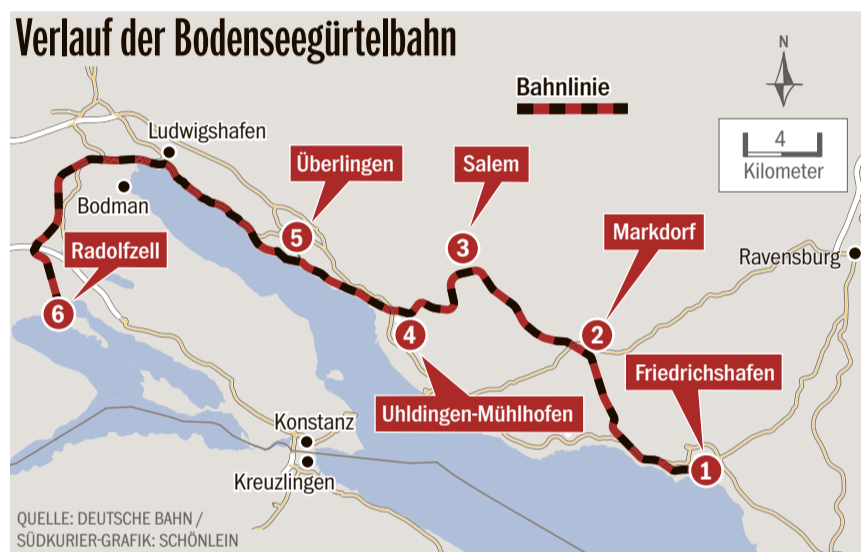 Verlauf der Bodenseegürtelbahn
Bahnlinie
N
4
Kilometer
Ludwigshafen
Bodman
Überlingen
5
Salem
3
Markdorf
2
Ravensburg
Radolfzell
6
4
Uhldingen-Mühlhofen
Friedrichshafen
1
Konstanz
Kreuzlingen
QUELLE: DEUTSCHE BAHN /
SÜDKURIER-GRAFIK: SCHÖNLEIN